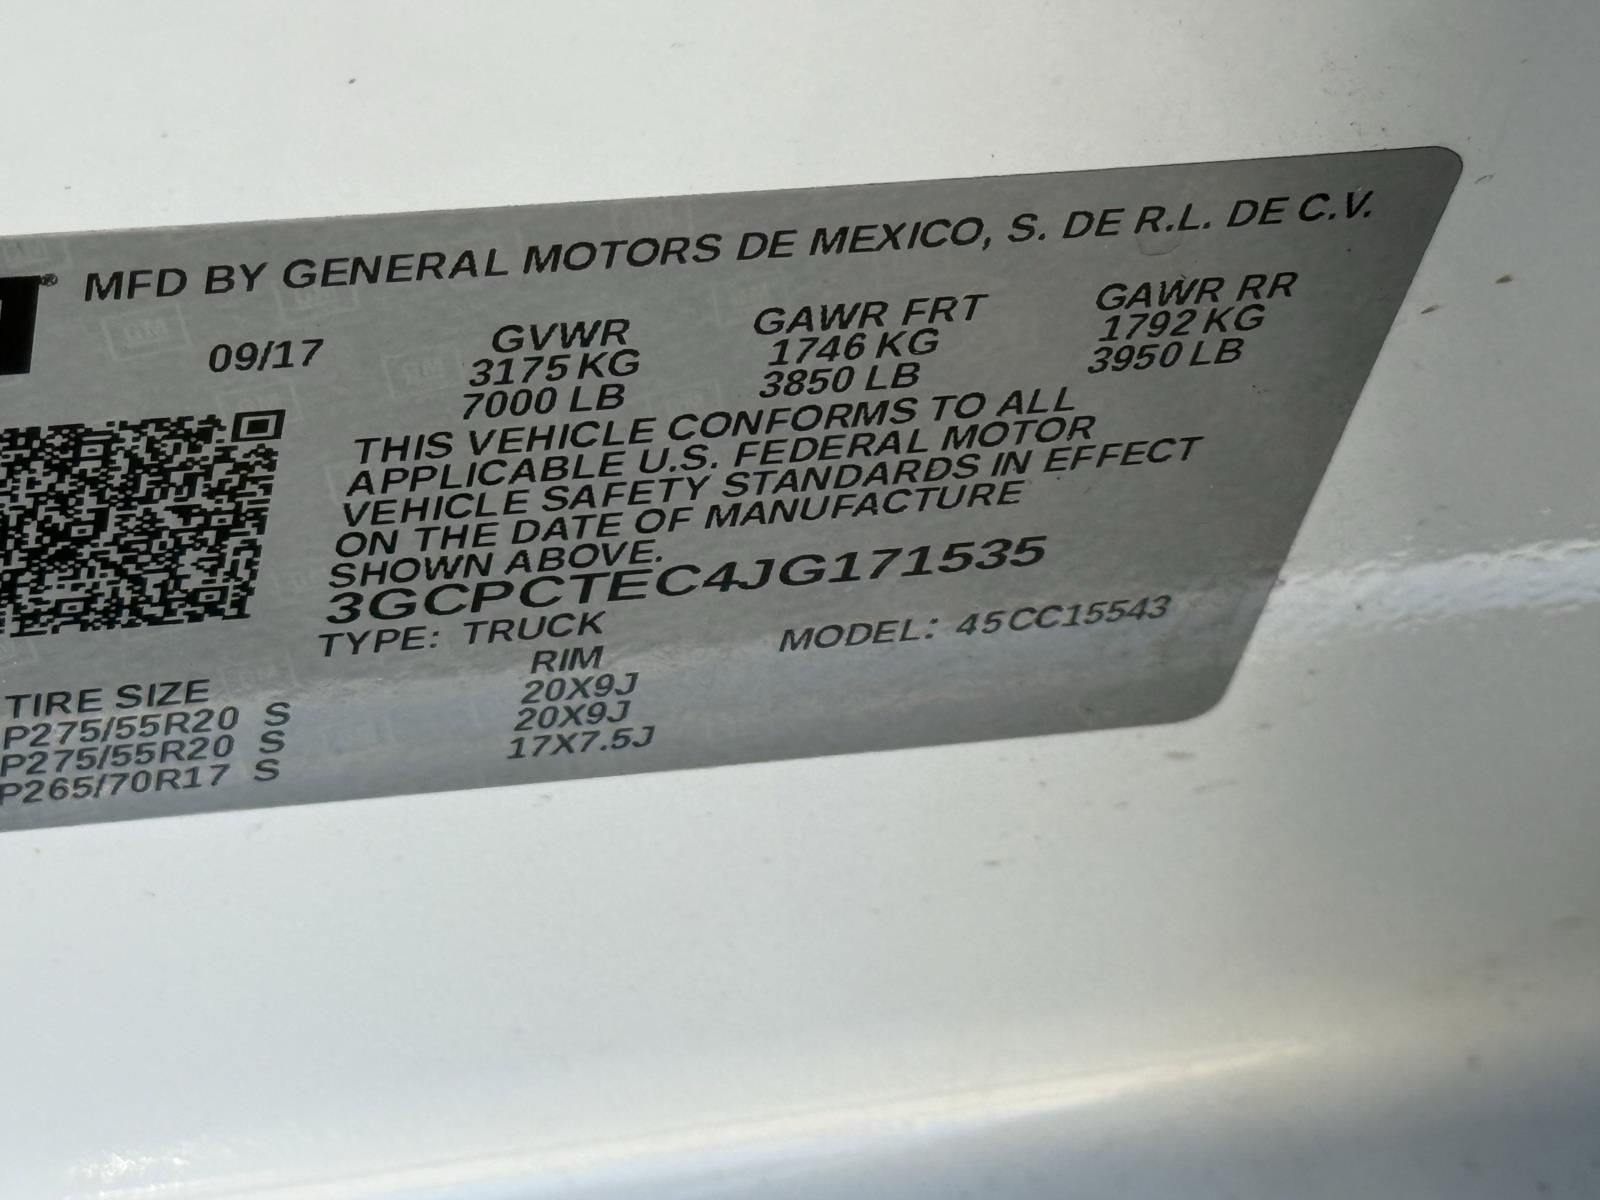 ® MFD BY GENERAL MOTORS DE MEXICO, S. DE R.L. DE C.V.
09/17 GVWR GAWR FRT GAWR RR
3175 KG 1746 KG 1792 KG
7000 LB 3850 LB 3950 LB
THIS VEHICLE CONFORMS TO ALL
APPLICABLE U.S. FEDERAL MOTOR
VEHICLE SAFETY STANDARDS IN EFFECT
ON THE DATE OF MANUFACTURE
SHOWN ABOVE.
3GCPCTEC4JG171535
TYPE: TRUCK MODEL: 45CC15543
TIRE SIZE RIM
P275/55R20 S 20X9J
P275/55R20 S 20X9J
P265/70R17 S 17X7.5J